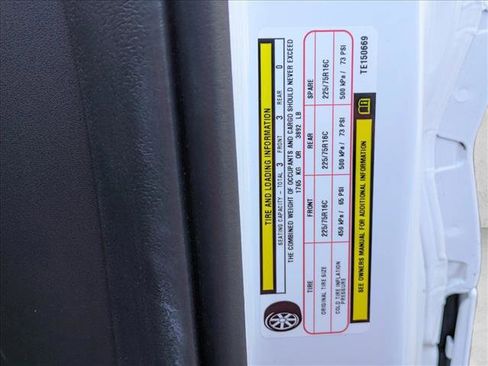 TIRE AND LOADING INFORMATION
SEATING CAPACITY - TOTAL 3 FRONT 3 REAR 0
THE COMBINED WEIGHT OF OCCUPANTS AND CARGO SHOULD NEVER EXCEED
1765 KG OR 3892 LB
TIRE FRONT REAR SPARE
ORIGINAL TIRE SIZE 225/75R16C 225/75R16C 225/75R16C
COLD TIRE INFLATION PRESSURE 450 kPa / 65 PSI 500 kPa / 73 PSI 500 kPa / 73 PSI
SEE OWNERS MANUAL FOR ADDITIONAL INFORMATION
TE150669